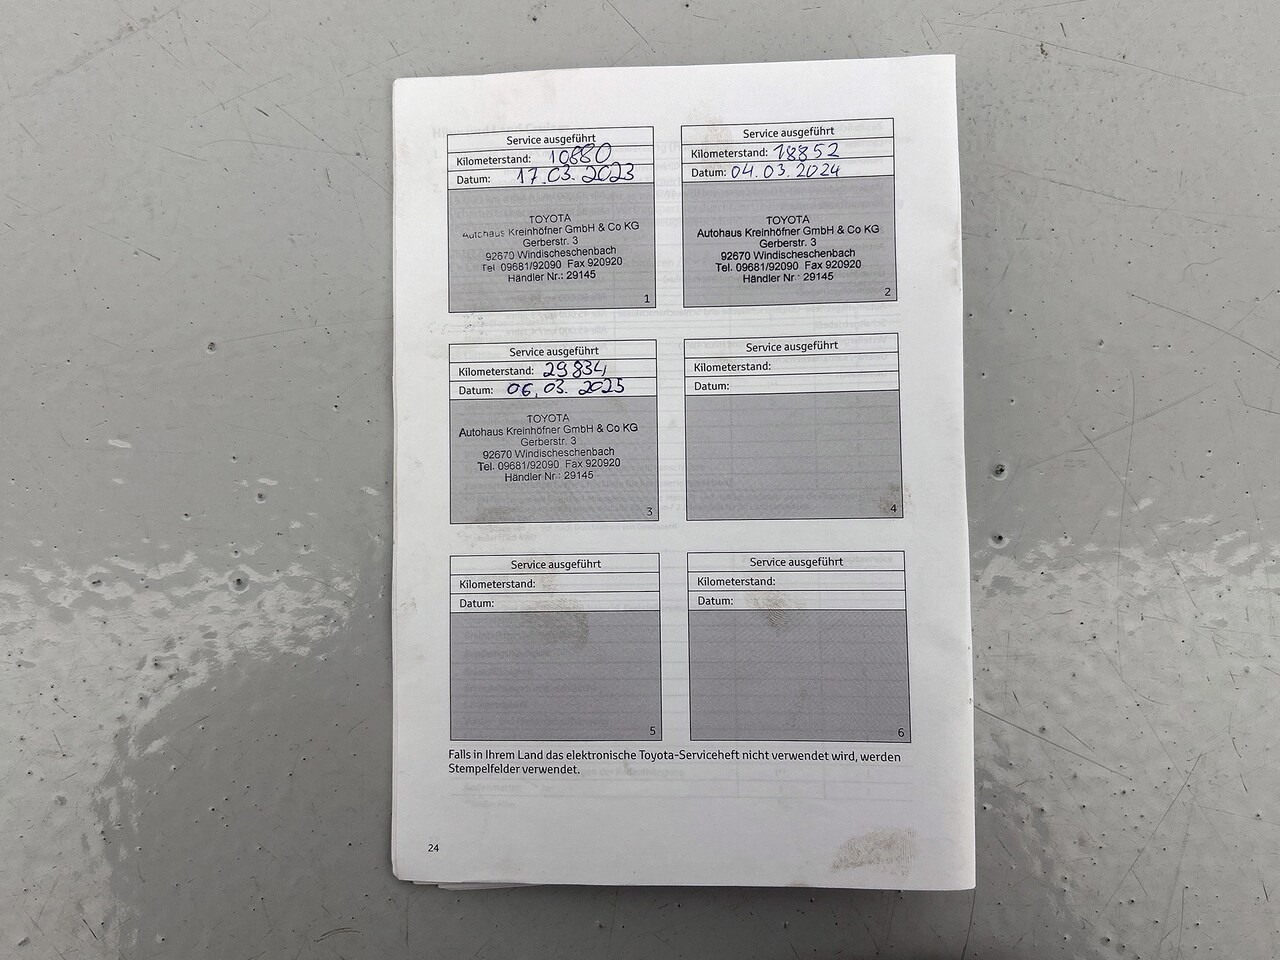 Service ausgeführt
Kilometerstand: 10680
Datum: 17.03.2023
TOYOTA
Autohaus Kreinhöfner GmbH & Co KG
Gerberstr. 3
92670 Windischeschenbach
Tel 09681/92090 Fax 920920
Händler Nr.: 29145
1
Service ausgeführt
Kilometerstand: 18852
Datum: 04.03.2024
TOYOTA
Autohaus Kreinhöfner GmbH & Co KG
Gerberstr. 3
92670 Windischeschenbach
Tel. 09681/92090 Fax 920920
Händler Nr.: 29145
2
Service ausgeführt
Kilometerstand: 29834
Datum: 06.03.2025
TOYOTA
Autohaus Kreinhöfner GmbH & Co KG
Gerberstr. 3
92670 Windischeschenbach
Tel. 09681/92090 Fax 920920
Händler Nr.: 29145
3
Service ausgeführt
Kilometerstand:
Datum:
4
Service ausgeführt
Kilometerstand:
Datum:
5
Service ausgeführt
Kilometerstand:
Datum:
6
Falls in Ihrem Land das elektronische Toyota-Serviceheft nicht verwendet wird, werden
Stempelfelder verwendet.
24